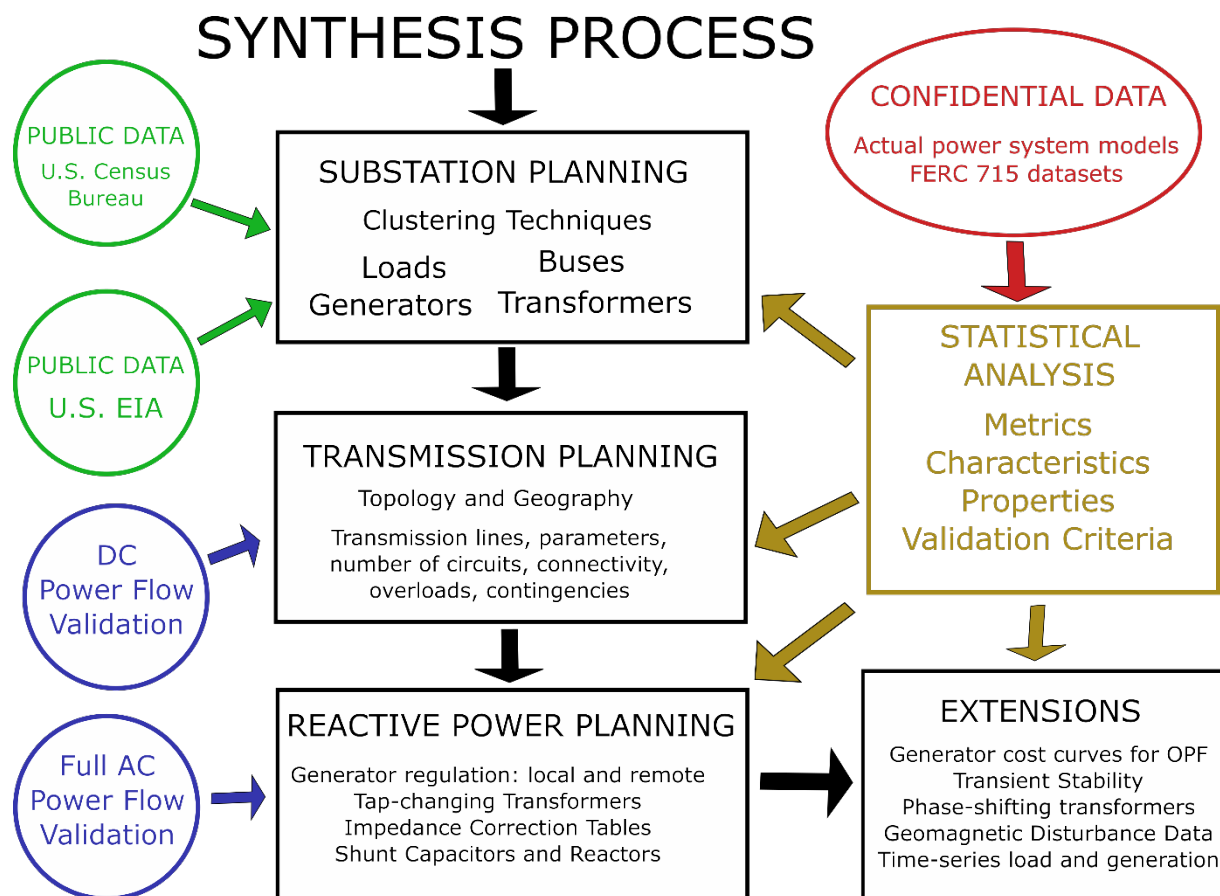 SYNTHESIS PROCESS
PUBLIC DATA
U.S. Census
Bureau
PUBLIC DATA
U.S. EIA
DC
Power Flow
Validation
Full AC
Power Flow
Validation
SUBSTATION PLANNING
Clustering Techniques
Loads
Buses
Generators
Transformers
TRANSMISSION PLANNING
Topology and Geography
Transmission lines, parameters,
number of circuits, connectivity,
overloads, contingencies
REACTIVE POWER PLANNING
Generator regulation: local and remote
Tap-changing Transformers
Impedance Correction Tables
Shunt Capacitors and Reactors
CONFIDENTIAL DATA
Actual power system models
FERC 715 datasets
STATISTICAL
ANALYSIS
Metrics
Characteristics
Properties
Validation Criteria
EXTENSIONS
Generator cost curves for OPF
Transient Stability
Phase-shifting transformers
Geomagnetic Disturbance Data
Time-series load and generation